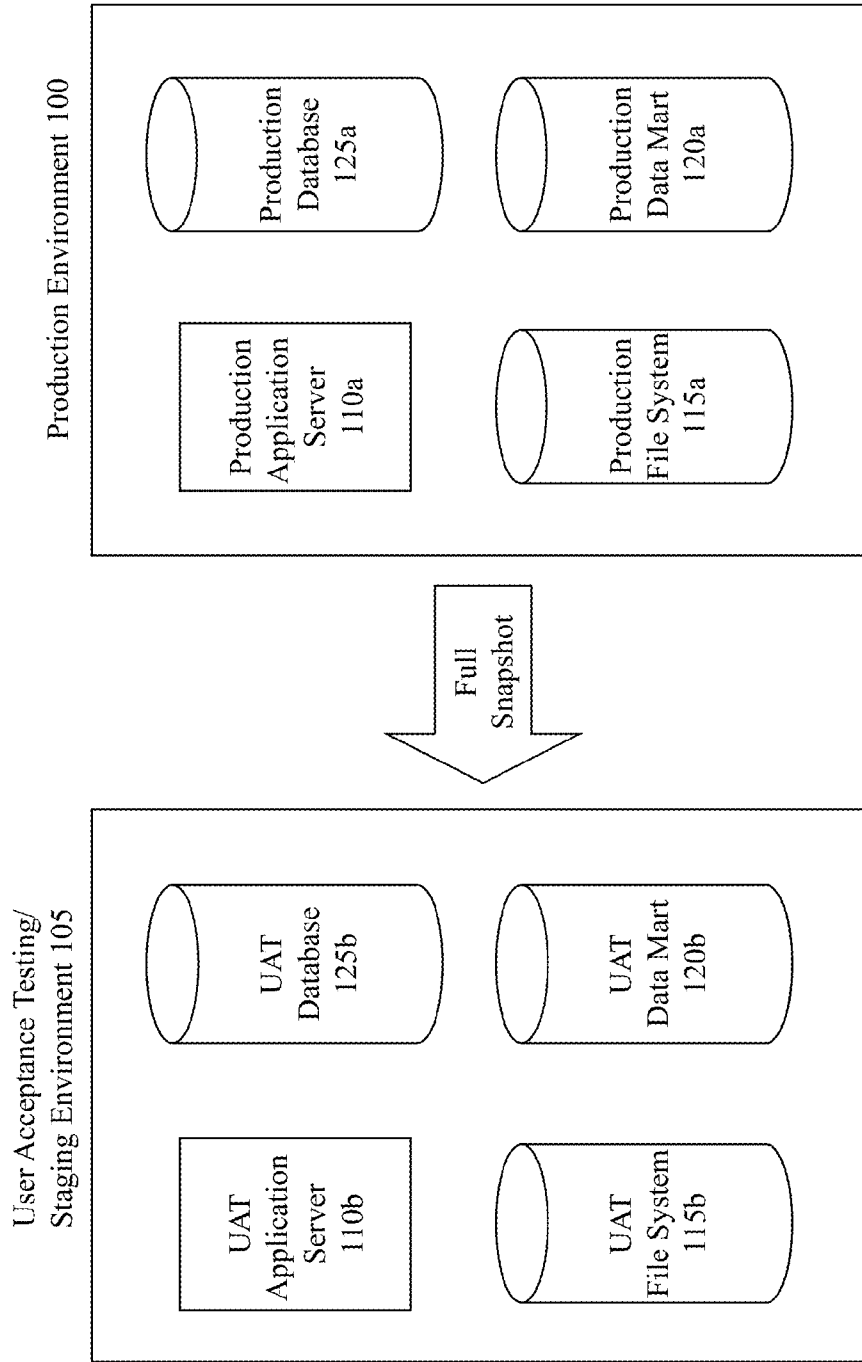 User Acceptance Testing/
Staging Environment 105
UAT
Application
Server
110b
UAT
Database
125b
UAT
File System
115b
UAT
Data Mart
120b
Full
Snapshot
Production Environment 100
Production
Application
Server
110a
Production
Database
125a
Production
File System
115a
Production
Data Mart
120a